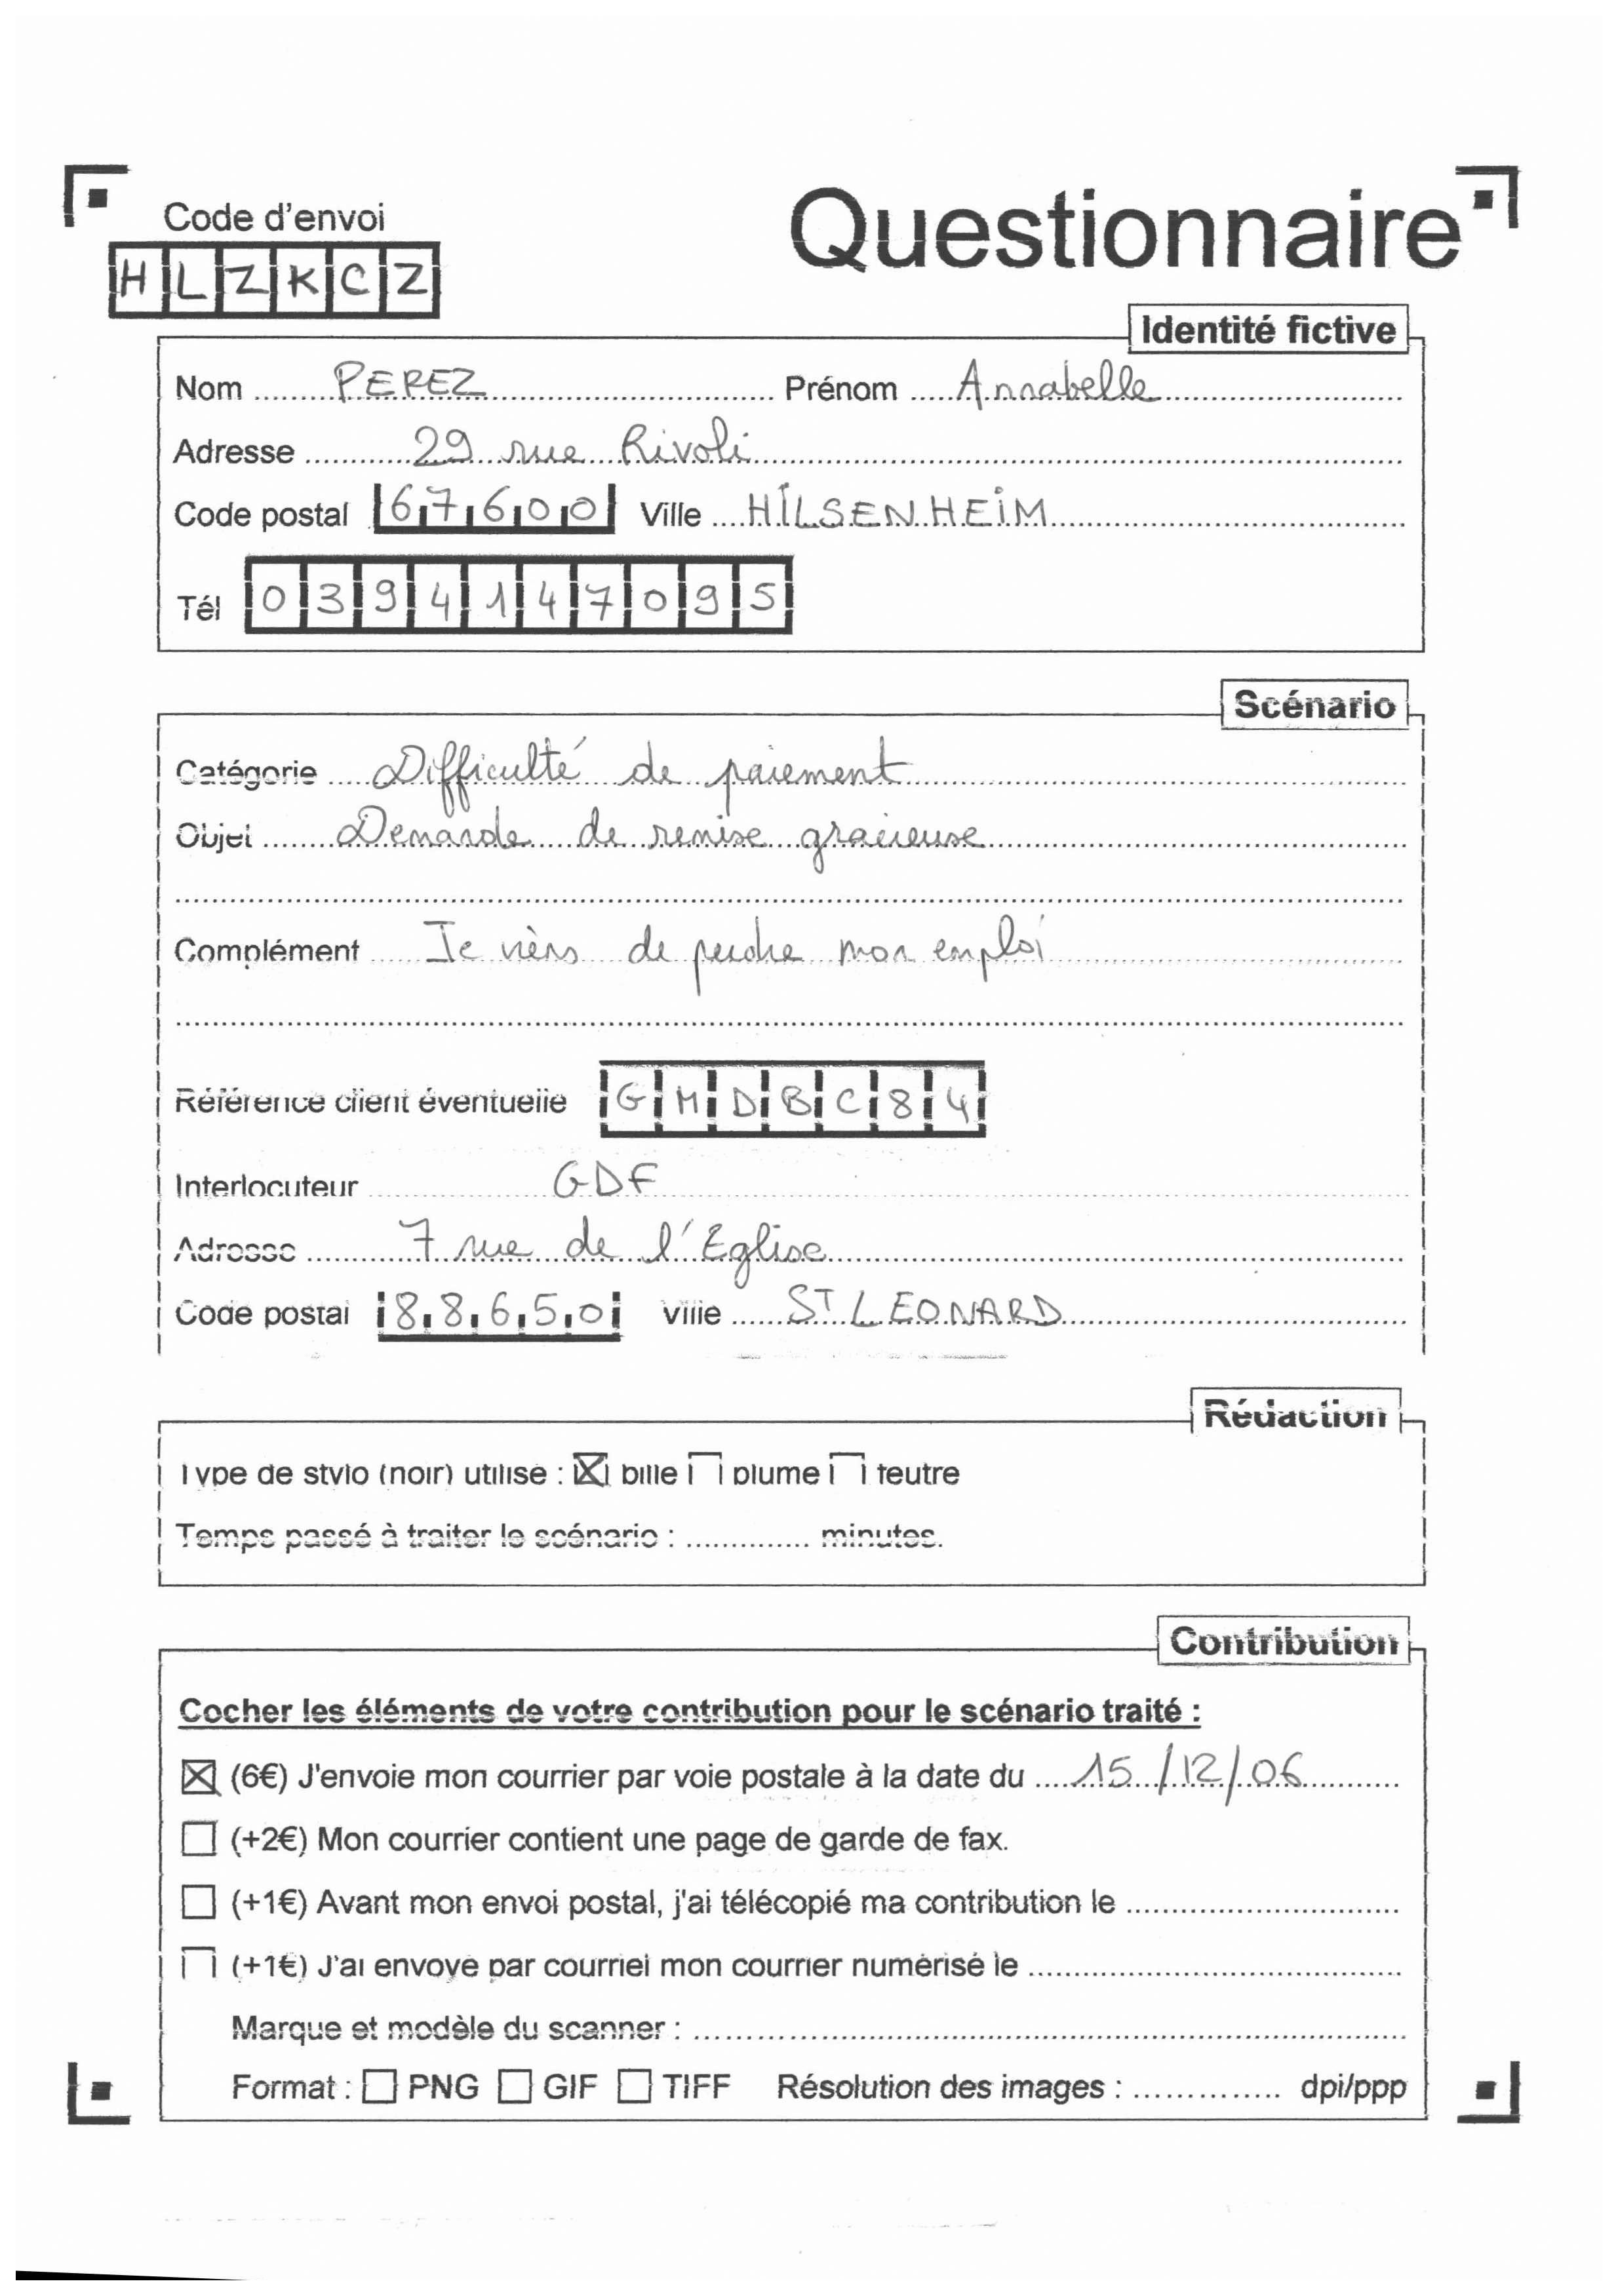 Code d'envoi
Questionnaire
HLZKCZ
Identité fictive
Nom PEREZ Prénom Annabelle
Adresse 29 rue Rivoli
Code postal 67600 Ville HILSENHEIM
Tél 0394147095
Scénario
Catégorie Difficulté de paiement
Objet Demande de remise gracieuse
Complément Je vièns de perdre mon emploi
Référence client éventuelle GMDBC84
Interlocuteur GDF
Adresse 7 rue de l'Eglise
Code postal 88650 Ville ST LEONARD
Rédaction
Type de stylo (noir) utilisé : ☒ bille ☐ plume ☐ feutre
Temps passé à traiter le scénario : ............. minutes.
Contribution
Cocher les éléments de votre contribution pour le scénario traité :
☒ (6€) J'envoie mon courrier par voie postale à la date du 15/12/06
☐ (+2€) Mon courrier contient une page de garde de fax.
☐ (+1€) Avant mon envoi postal, j'ai télécopié ma contribution le
☐ (+1€) J'ai envoyé par courriel mon courrier numérisé le
Marque et modèle du scanner :
Format : ☐ PNG ☐ GIF ☐ TIFF Résolution des images : .............. dpi/ppp